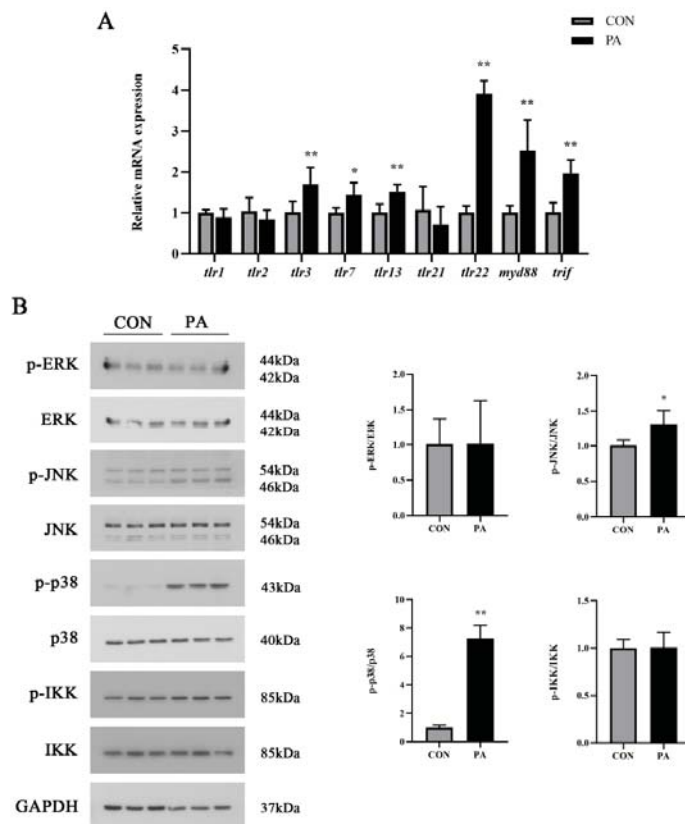 A
CON
PA
Relative mRNA expression
5
4
3
2
1
0
** * ** ** ** **
tlr1 tlr2 tlr3 tlr7 tlr13 tlr21 tlr22 myd88 trif
B
CON PA
p-ERK 44kDa
42kDa
ERK 44kDa
42kDa
p-JNK 54kDa
46kDa
JNK 54kDa
46kDa
p-p38 43kDa
p38 40kDa
p-IKK 85kDa
IKK 85kDa
GAPDH 37kDa
p-ERK/ERK
2.0
1.5
1.0
0.5
0.0
CON PA
p-JNK/JNK
2.0
1.5
1.0
0.5
0.0
*
CON PA
p-p38/p38
10
8
6
4
2
0
**
CON PA
p-IKK/IKK
1.5
1.0
0.5
0.0
CON PA